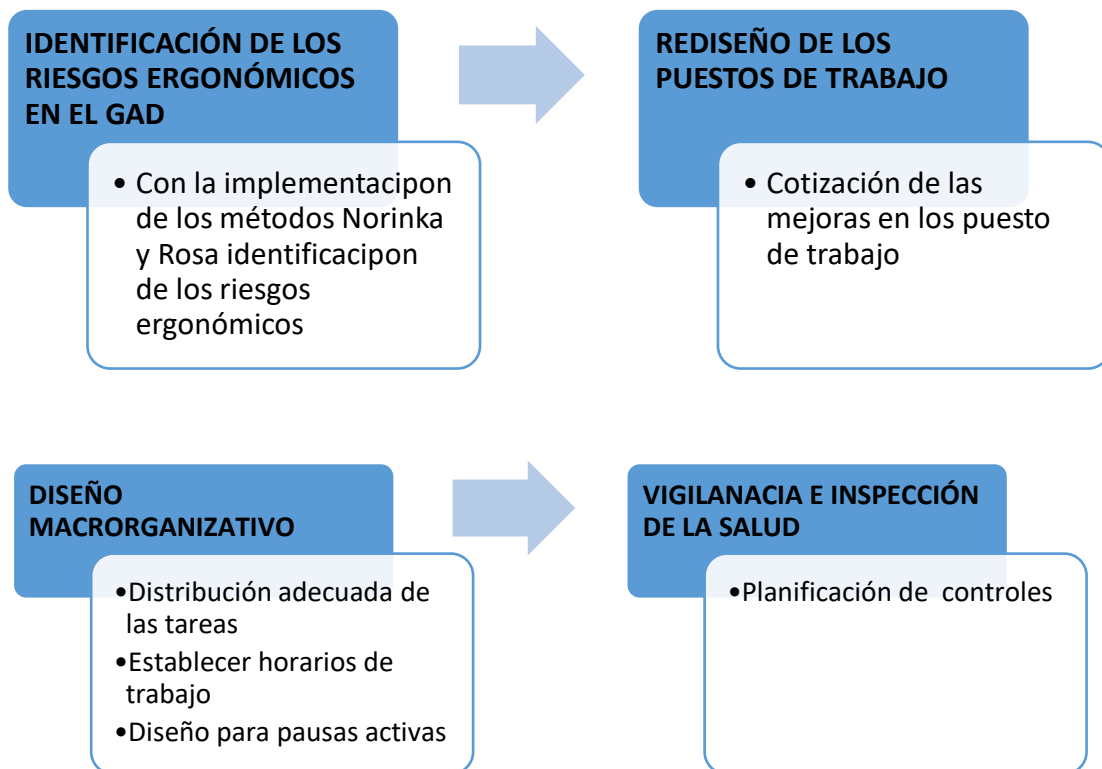 IDENTIFICACIÓN DE LOS
RIESGOS ERGONÓMICOS
EN EL GAD
• Con la implementacipon
de los métodos Norinka
y Rosa identificacipon
de los riesgos
ergonómicos
REDISEÑO DE LOS
PUESTOS DE TRABAJO
• Cotización de las
mejoras en los puesto
de trabajo
DISEÑO
MACRORGANIZATIVO
•Distribución adecuada de
las tareas
•Establecer horarios de
trabajo
•Diseño para pausas activas
VIGILANACIA E INSPECCIÓN
DE LA SALUD
•Planificación de controles